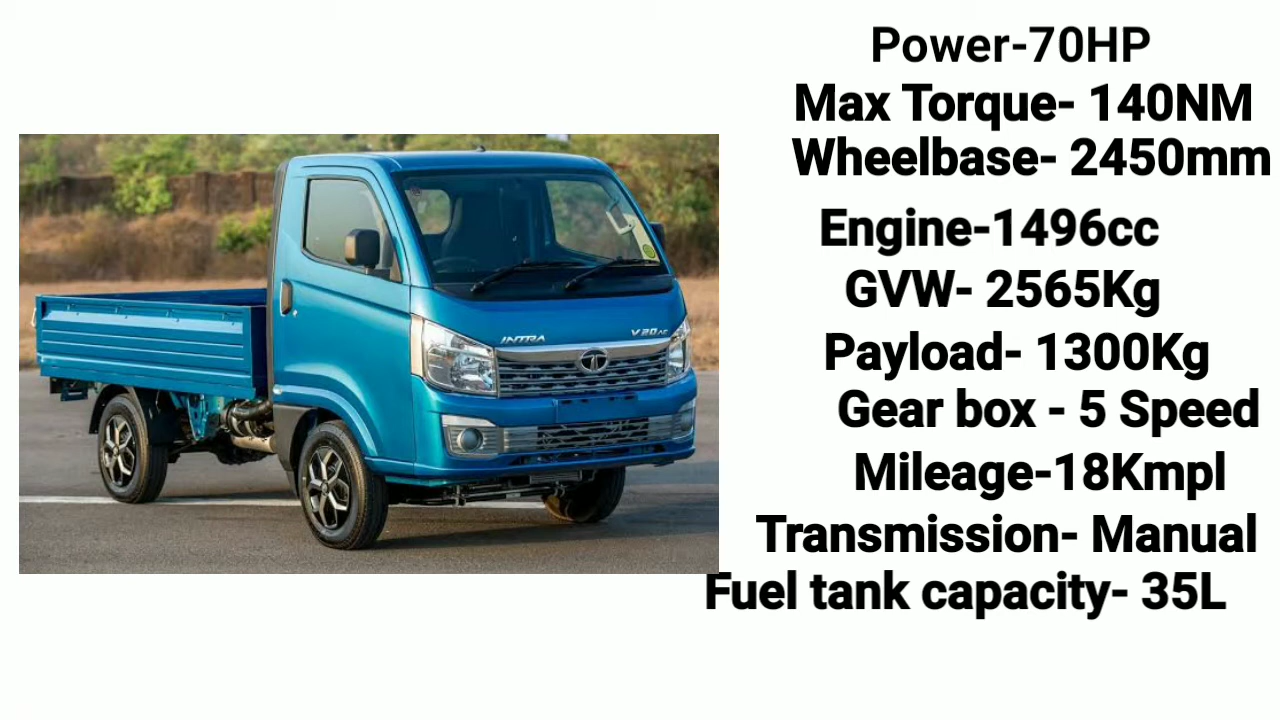 Power-70HP
Max Torque- 140NM
Wheelbase- 2450mm
Engine-1496cc
GVW- 2565Kg
Payload- 1300Kg
Gear box - 5 Speed
Mileage-18Kmpl
Transmission- Manual
Fuel tank capacity- 35L
INTRA
V20 AC